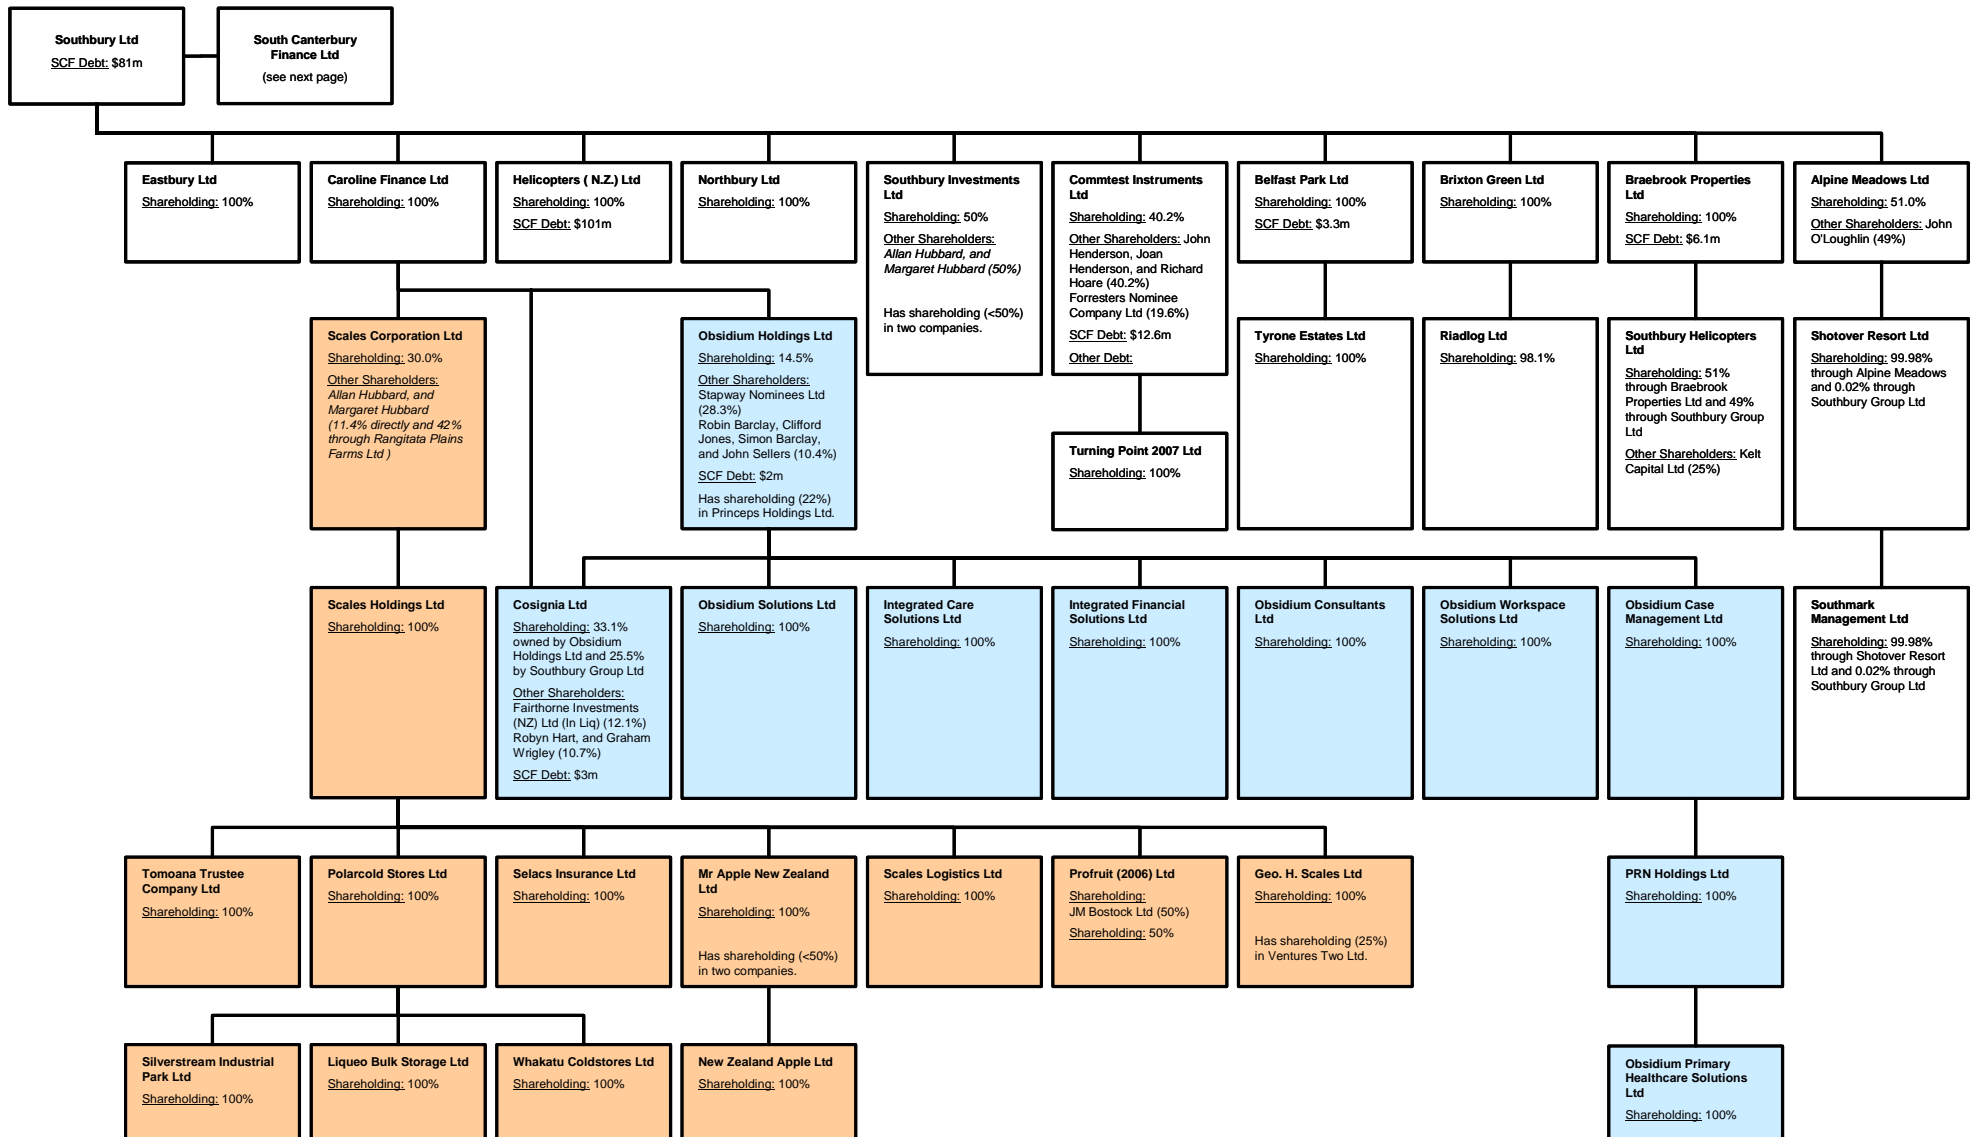 Southbury Ltd
SCF Debt: $81m
South Canterbury
Finance Ltd
(see next page)
Eastbury Ltd
Shareholding: 100%
Caroline Finance Ltd
Shareholding: 100%
Helicopters ( N.Z.) Ltd
Shareholding: 100%
SCF Debt: $101m
Northbury Ltd
Shareholding: 100%
Southbury Investments
Ltd
Shareholding: 50%
Other Shareholders:
Allan Hubbard, and
Margaret Hubbard (50%)
Has shareholding (<50%)
in two companies.
Commtest Instruments
Ltd
Shareholding: 40.2%
Other Shareholders: John
Henderson, Joan
Henderson, and Richard
Hoare (40.2%)
Forresters Nominee
Company Ltd (19.6%)
SCF Debt: $12.6m
Other Debt:
Belfast Park Ltd
Shareholding: 100%
SCF Debt: $3.3m
Brixton Green Ltd
Shareholding: 100%
Braebrook Properties
Ltd
Shareholding: 100%
SCF Debt: $6.1m
Alpine Meadows Ltd
Shareholding: 51.0%
Other Shareholders: John
O'Loughlin (49%)
Scales Corporation Ltd
Shareholding: 30.0%
Other Shareholders:
Allan Hubbard, and
Margaret Hubbard
(11.4% directly and 42%
through Rangitata Plains
Farms Ltd )
Obsidium Holdings Ltd
Shareholding: 14.5%
Other Shareholders:
Stapway Nominees Ltd
(28.3%)
Robin Barclay, Clifford
Jones, Simon Barclay,
and John Sellers (10.4%)
SCF Debt: $2m
Has shareholding (22%)
in Princeps Holdings Ltd.
Turning Point 2007 Ltd
Shareholding: 100%
Tyrone Estates Ltd
Shareholding: 100%
Riadlog Ltd
Shareholding: 98.1%
Southbury Helicopters
Ltd
Shareholding: 51%
through Braebrook
Properties Ltd and 49%
through Southbury Group
Ltd
Other Shareholders: Kelt
Capital Ltd (25%)
Shotover Resort Ltd
Shareholding: 99.98%
through Alpine Meadows
and 0.02% through
Southbury Group Ltd
Scales Holdings Ltd
Shareholding: 100%
Cosignia Ltd
Shareholding: 33.1%
owned by Obsidium
Holdings Ltd and 25.5%
by Southbury Group Ltd
Other Shareholders:
Fairthorne Investments
(NZ) Ltd (In Liq) (12.1%)
Robyn Hart, and Graham
Wrigley (10.7%)
SCF Debt: $3m
Obsidium Solutions Ltd
Shareholding: 100%
Integrated Care
Solutions Ltd
Shareholding: 100%
Integrated Financial
Solutions Ltd
Shareholding: 100%
Obsidium Consultants
Ltd
Shareholding: 100%
Obsidium Workspace
Solutions Ltd
Shareholding: 100%
Obsidium Case
Management Ltd
Shareholding: 100%
Southmark
Management Ltd
Shareholding: 99.98%
through Shotover Resort
Ltd and 0.02% through
Southbury Group Ltd
Tomoana Trustee
Company Ltd
Shareholding: 100%
Polarcold Stores Ltd
Shareholding: 100%
Selacs Insurance Ltd
Shareholding: 100%
Mr Apple New Zealand
Ltd
Shareholding: 100%
Has shareholding (<50%)
in two companies.
Scales Logistics Ltd
Shareholding: 100%
Profruit (2006) Ltd
Shareholding:
JM Bostock Ltd (50%)
Shareholding: 50%
Geo. H. Scales Ltd
Shareholding: 100%
Has shareholding (25%)
in Ventures Two Ltd.
PRN Holdings Ltd
Shareholding: 100%
Silverstream Industrial
Park Ltd
Shareholding: 100%
Liqueo Bulk Storage Ltd
Shareholding: 100%
Whakatu Coldstores Ltd
Shareholding: 100%
New Zealand Apple Ltd
Shareholding: 100%
Obsidium Primary
Healthcare Solutions
Ltd
Shareholding: 100%